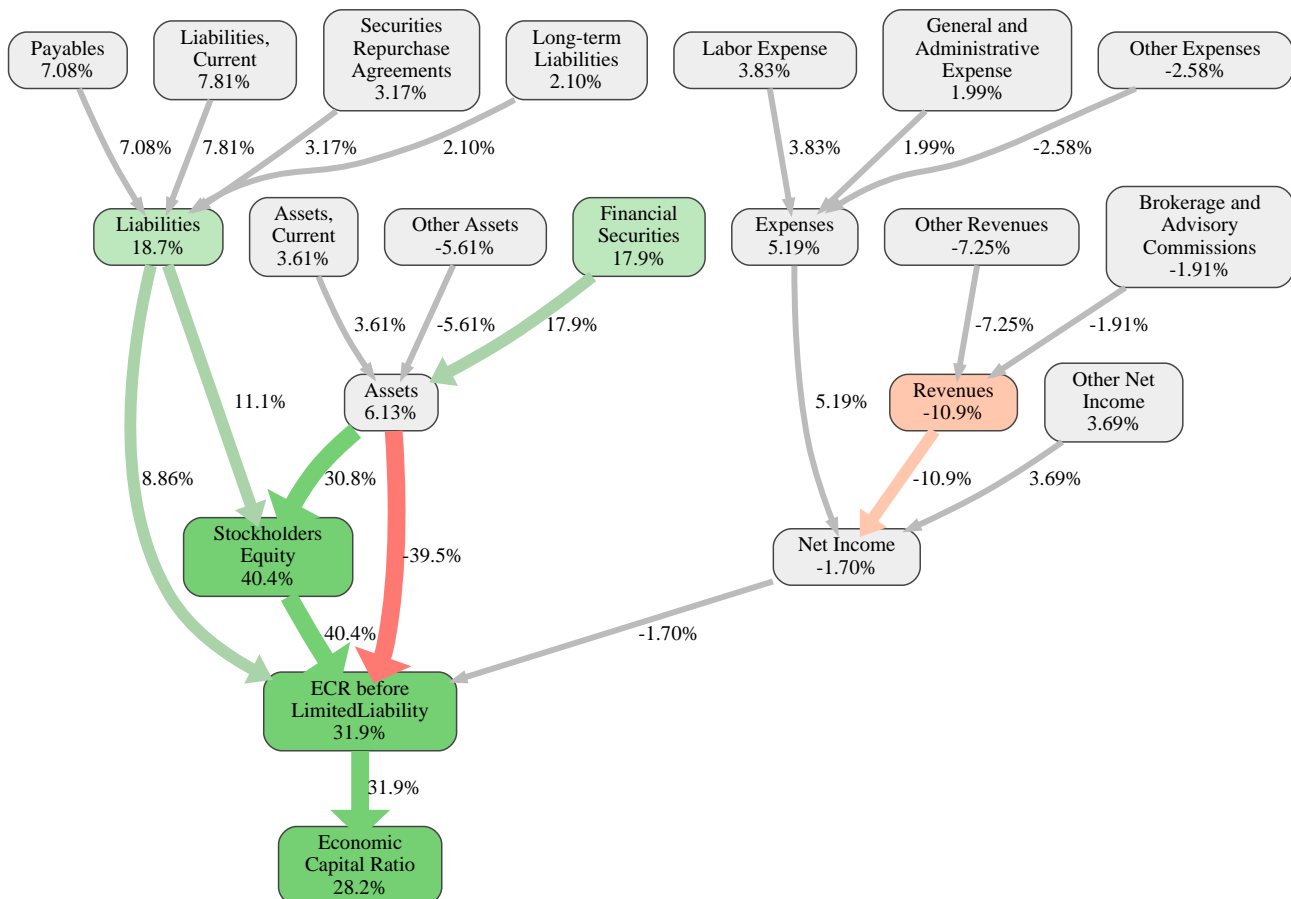 Payables
7.08%
Liabilities,
Current
7.81%
Securities
Repurchase
Agreements
3.17%
Long-term
Liabilities
2.10%
Labor Expense
3.83%
General and
Administrative
Expense
1.99%
Other Expenses
-2.58%
7.08%
7.81%
3.17%
2.10%
3.83%
1.99%
-2.58%
Liabilities
18.7%
Assets,
Current
3.61%
Other Assets
-5.61%
Financial
Securities
17.9%
Expenses
5.19%
Other Revenues
-7.25%
Brokerage and
Advisory
Commissions
-1.91%
3.61%
-5.61%
17.9%
-7.25%
-1.91%
Assets
6.13%
Revenues
-10.9%
Other Net
Income
3.69%
11.1%
5.19%
8.86%
30.8%
-10.9%
3.69%
Stockholders
Equity
40.4%
-39.5%
Net Income
-1.70%
40.4%
-1.70%
ECR before
LimitedLiability
31.9%
31.9%
Economic
Capital Ratio
28.2%